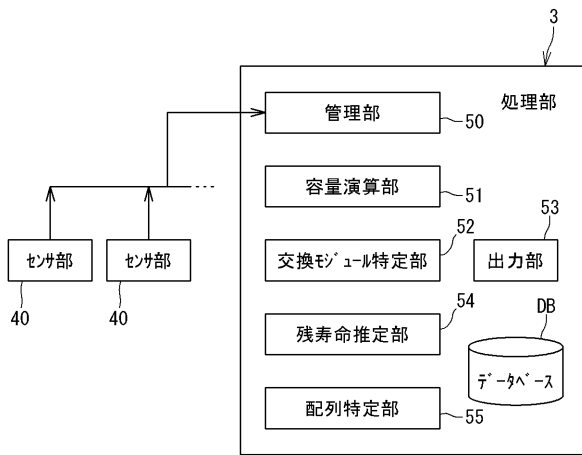 3
処理部
管理部
50
容量演算部
51
52
53
センサ部
センサ部
交換モジュール特定部
出力部
40
40
54
DB
残寿命推定部
データベース
配列特定部
55